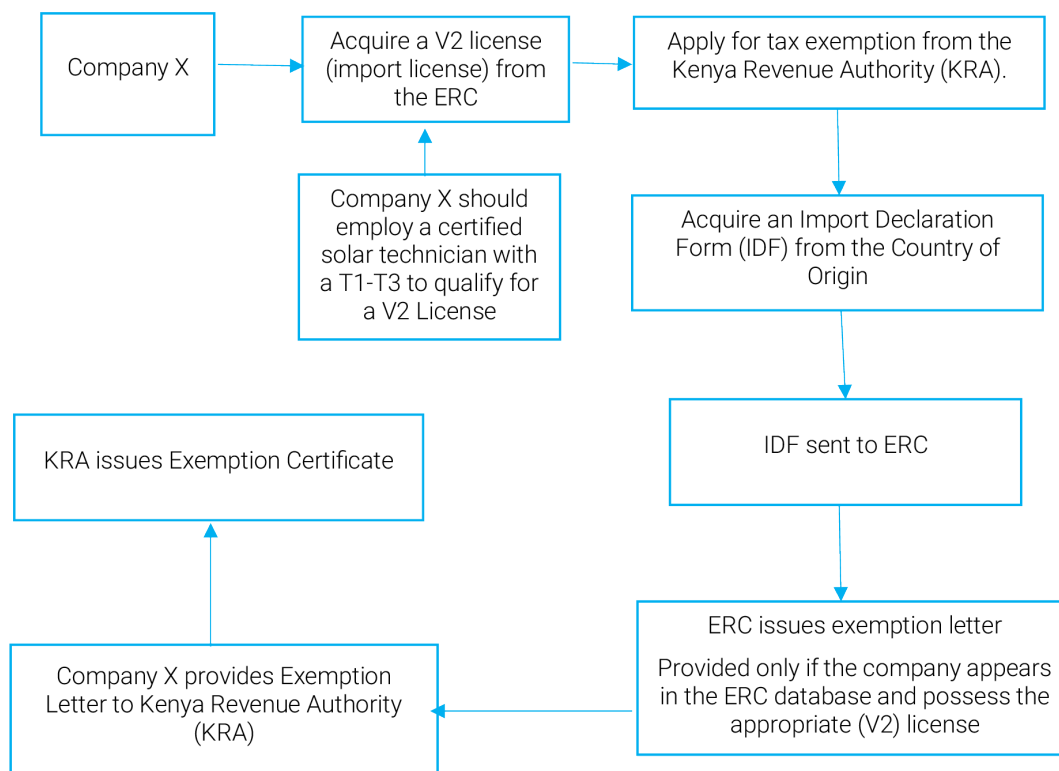 Company X
Acquire a V2 license
(import license) from
the ERC
Apply for tax exemption from the
Kenya Revenue Authority (KRA).
Company X should
employ a certified
solar technician with
a T1-T3 to qualify for
a V2 License
Acquire an Import Declaration
Form (IDF) from the Country of
Origin
IDF sent to ERC
ERC issues exemption letter
Provided only if the company appears
in the ERC database and possess the
appropriate (V2) license
Company X provides Exemption
Letter to Kenya Revenue Authority
(KRA)
KRA issues Exemption Certificate